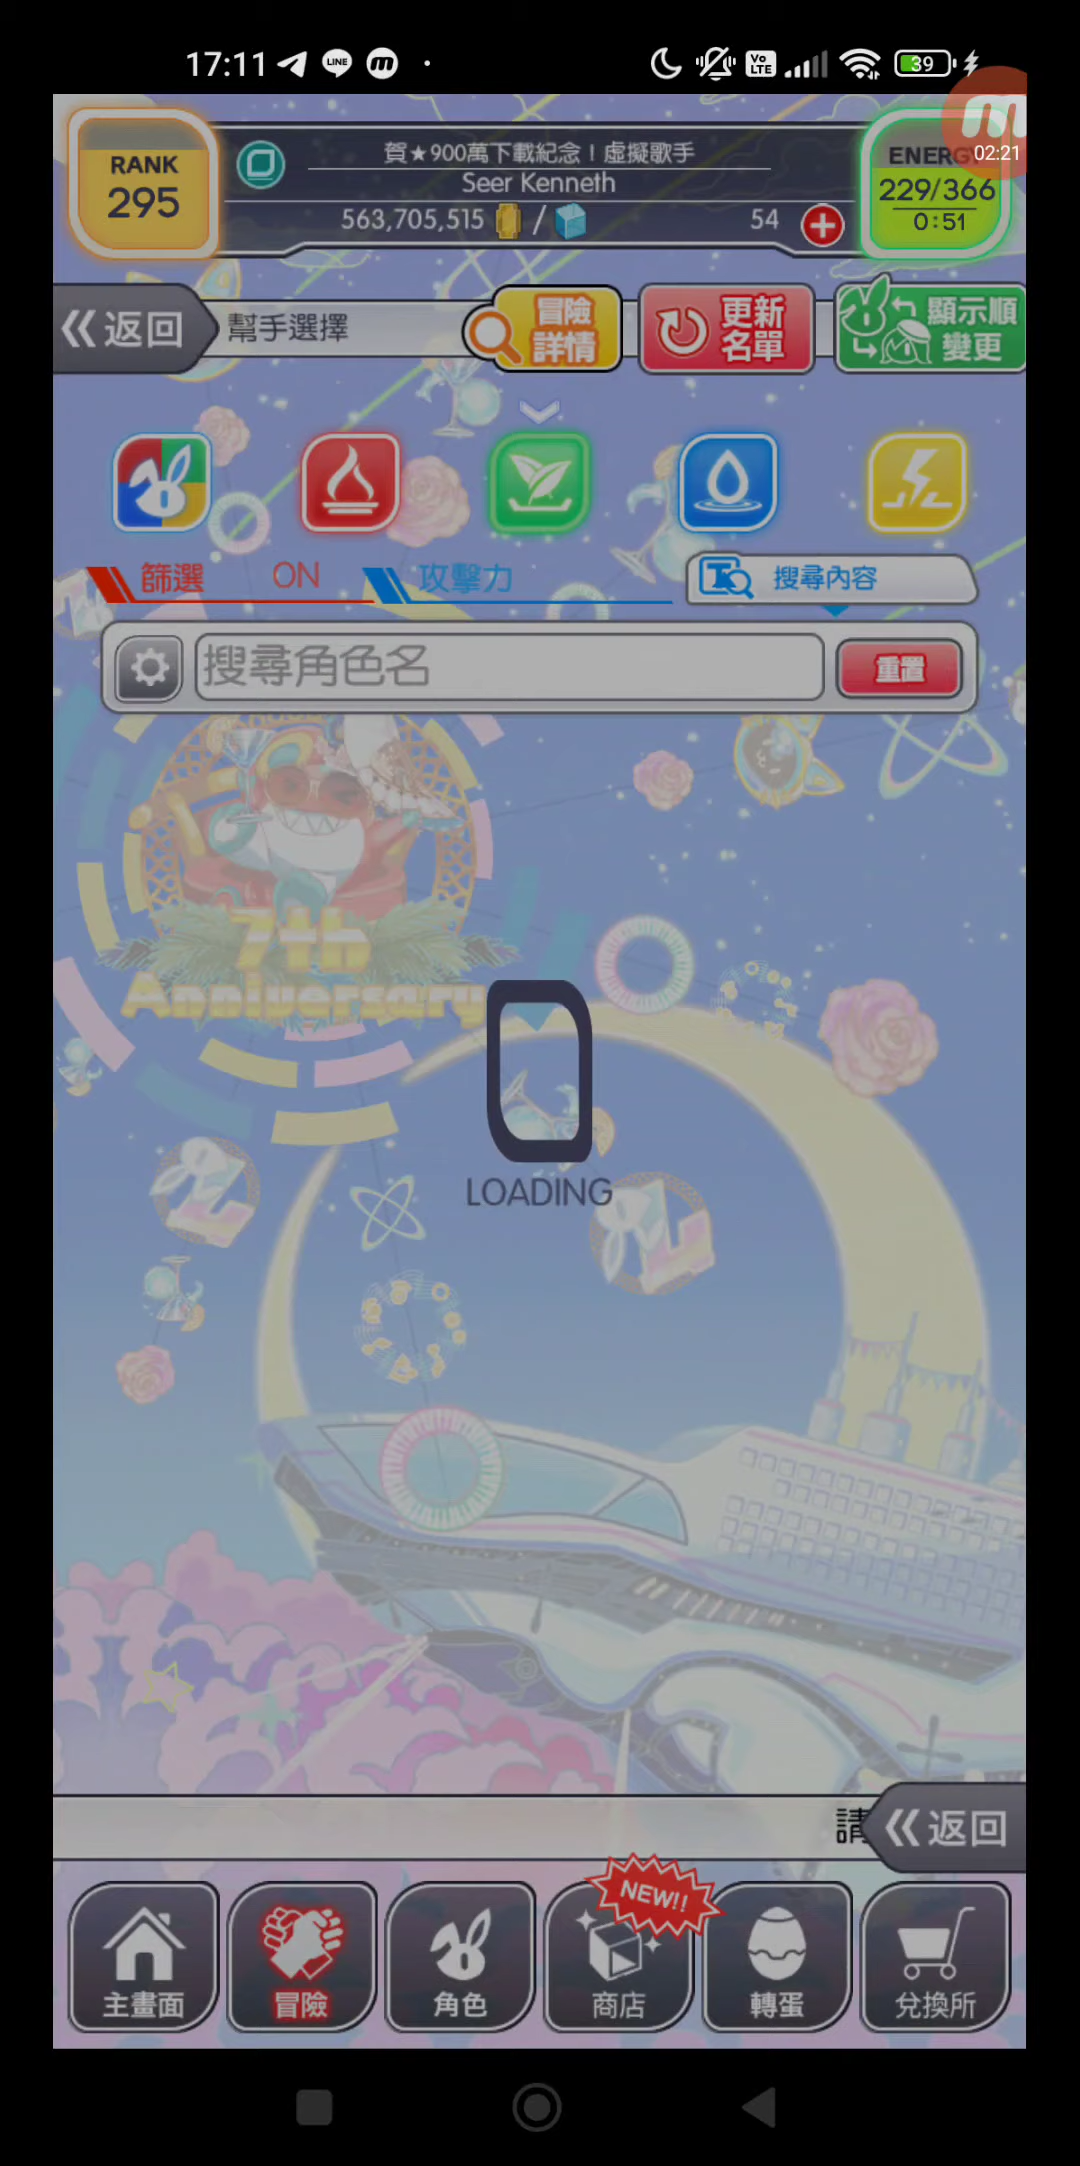 17:11 LINE m · Vo LTE 39
02:21
RANK
295
賀★900萬下載紀念！虛擬歌手
Seer Kenneth
563,705,515 / 54
ENERG
229/366
0:51
返回
幫手選擇
冒險
詳情
更新
名單
顯示順
變更
篩選 ON 攻擊力 搜尋內容
搜尋角色名 重置
7th
Anniversary
LOADING
請
返回
NEW!!
主畫面 冒險 角色 商店 轉蛋 兌換所